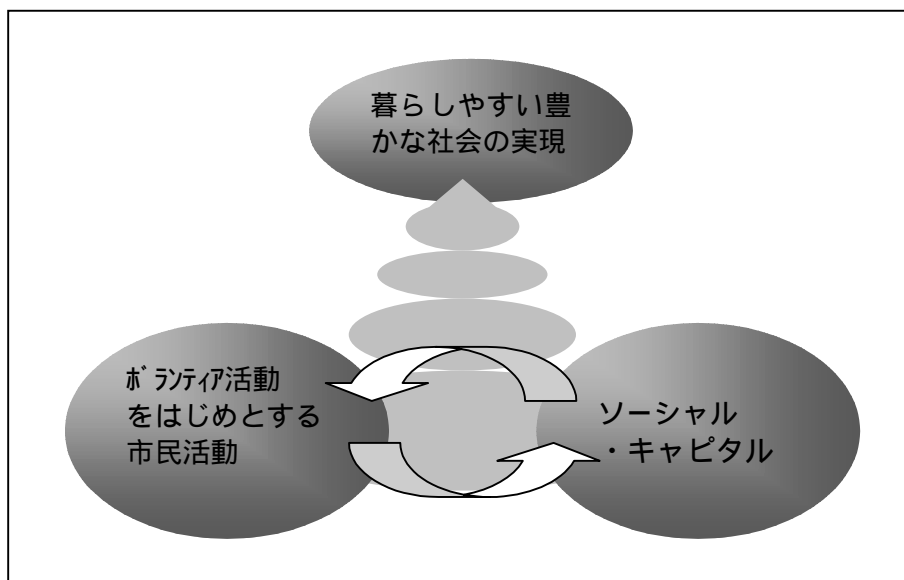 暮らしやすい豊
かな社会の実現
ﾎﾞﾗﾝﾃｨｱ活動
をはじめとする
市民活動
ソーシャル
・キャピタル